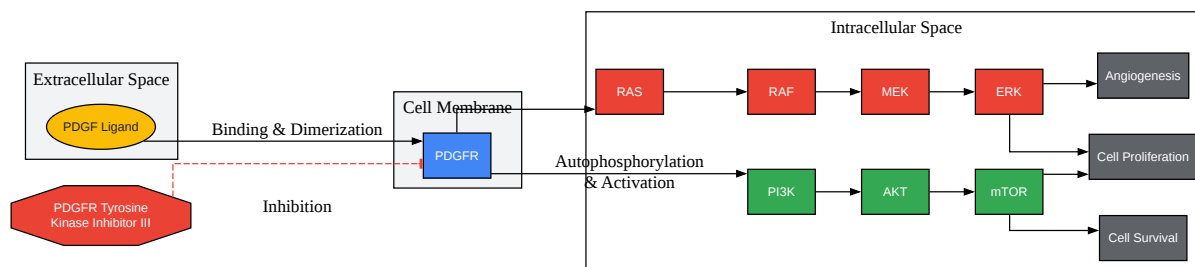 Intracellular Space
Extracellular Space
PDGF Ligand
Binding & Dimerization
Cell Membrane
PDGFR
RAS
RAF
MEK
ERK
Angiogenesis
Cell Proliferation
Autophosphorylation
& Activation
PI3K
AKT
mTOR
Cell Survival
PDGFR Tyrosine
Kinase Inhibitor III
Inhibition